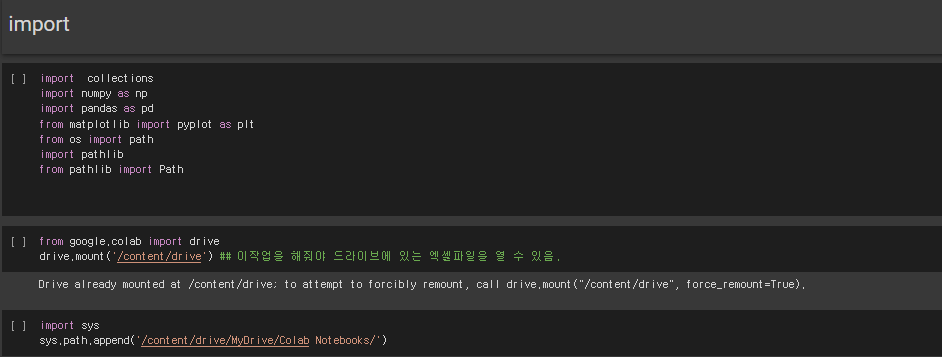 import
[ ] import  collections
import numpy as np
import pandas as pd
from matplotlib import pyplot as plt
from os import path
import pathlib
from pathlib import Path
[ ] from google.colab import drive
drive.mount('/content/drive') ## 이작업을 해줘야 드라이브에 있는 엑셀파일을 열 수 있음.
Drive already mounted at /content/drive; to attempt to forcibly remount, call drive.mount("/content/drive", force_remount=True).
[ ] import sys
sys.path.append('/content/drive/MyDrive/Colab Notebooks/')